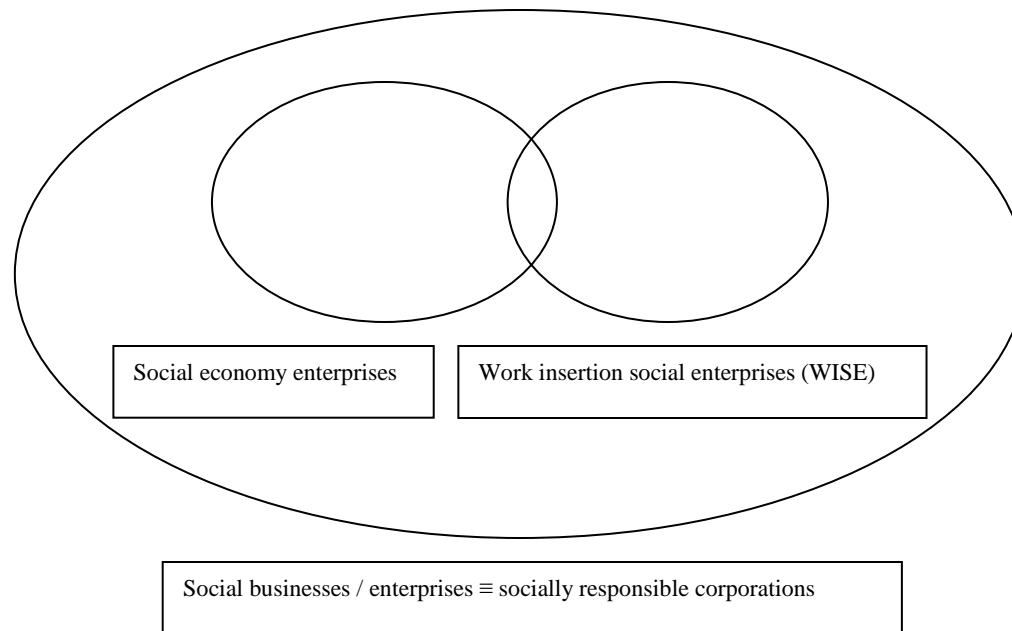 Social economy enterprises
Work insertion social enterprises (WISE)
Social businesses / enterprises ≡ socially responsible corporations